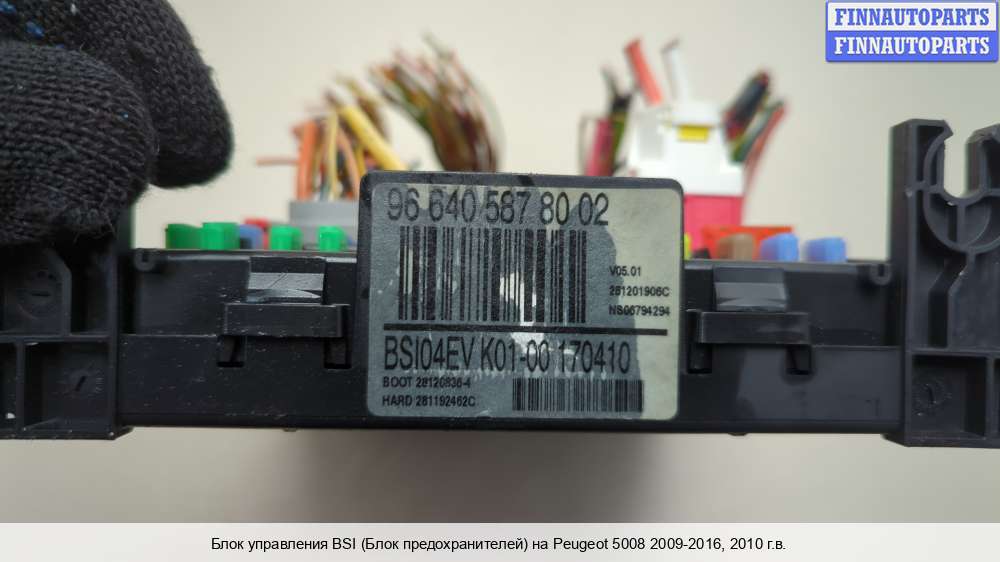 FINNAUTOPARTS
FINNAUTOPARTS
96 640 587 80 02
V05.01
281201906C
NS06794294
BSI04EV K01-00 170410
BOOT 28120836-4
HARD 281192462C
Блок управления BSI (Блок предохранителей) на Peugeot 5008 2009-2016, 2010 г.в.